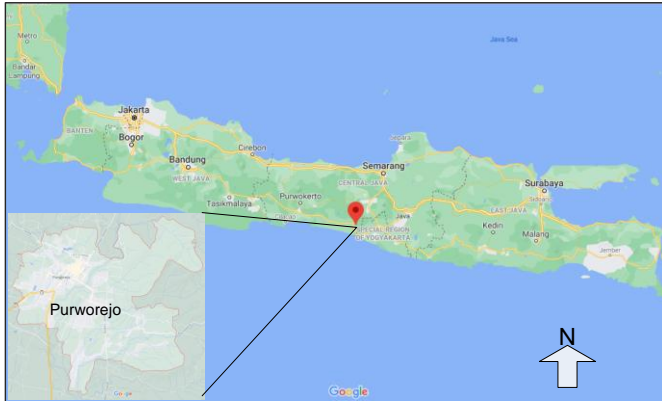 Metro
Bandar
Lampung
Java Sea
Jakarta
BANTEN
Bogor
Cirebon
Jepara
Bandung
WEST JAVA
Semarang
CENTRAL JAVA
Surabaya
Tasikmalaya
Purwokerto
Java
EAST JAVA
SPECIAL REGION
OF YOGYAKARTA
Kediri
Malang
Jember
Purworejo
N
Google
Google